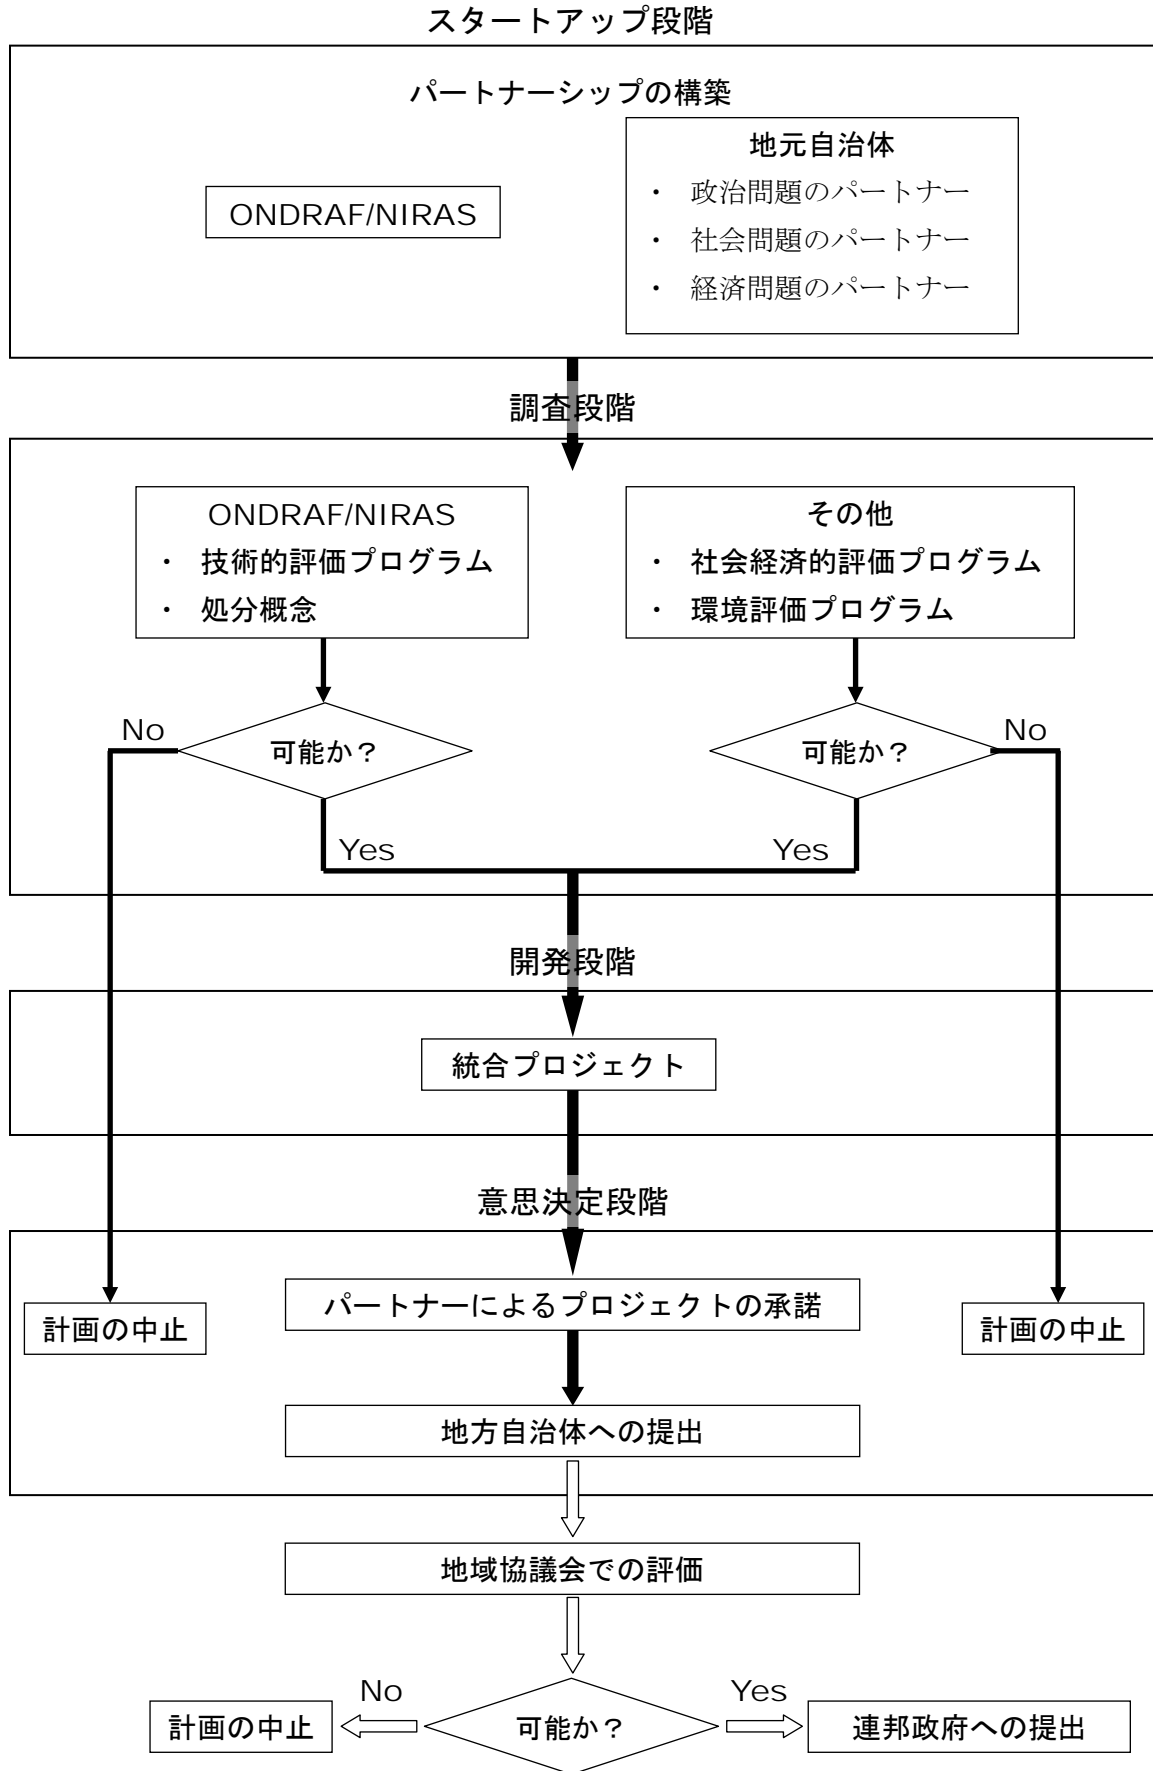 スタートアップ段階
パートナーシップの構築
ONDRAF/NIRAS
地元自治体
・ 政治問題のパートナー
・ 社会問題のパートナー
・ 経済問題のパートナー
調査段階
ONDRAF/NIRAS
・ 技術的評価プログラム
・ 処分概念
その他
・ 社会経済的評価プログラム
・ 環境評価プログラム
No
可能か？
可能か？
No
Yes
Yes
開発段階
統合プロジェクト
意思決定段階
計画の中止
パートナーによるプロジェクトの承諾
計画の中止
地方自治体への提出
地域協議会での評価
No
Yes
計画の中止
可能か？
連邦政府への提出